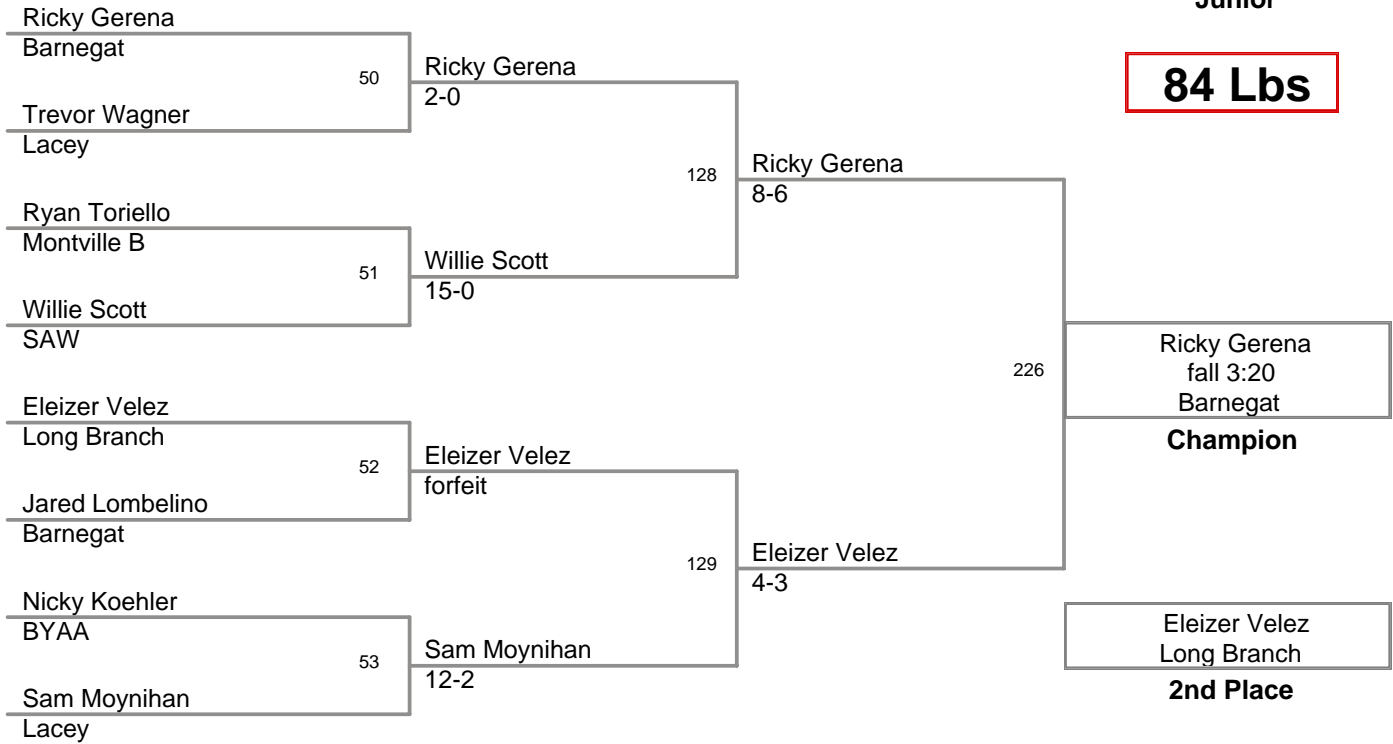 Junior
84 Lbs
Ricky Gerena
Barnegat
50
Trevor Wagner
Lacey
Ryan Toriello
Montville B
51
Willie Scott
SAW
Eleizer Velez
Long Branch
52
Jared Lombelino
Barnegat
Nicky Koehler
BYAA
53
Sam Moynihan
Lacey
Ricky Gerena
2-0
128
Willie Scott
15-0
Eleizer Velez
forfeit
129
Sam Moynihan
12-2
Ricky Gerena
8-6
226
Eleizer Velez
4-3
Ricky Gerena
fall 3:20
Barnegat
Champion
Eleizer Velez
Long Branch
2nd Place